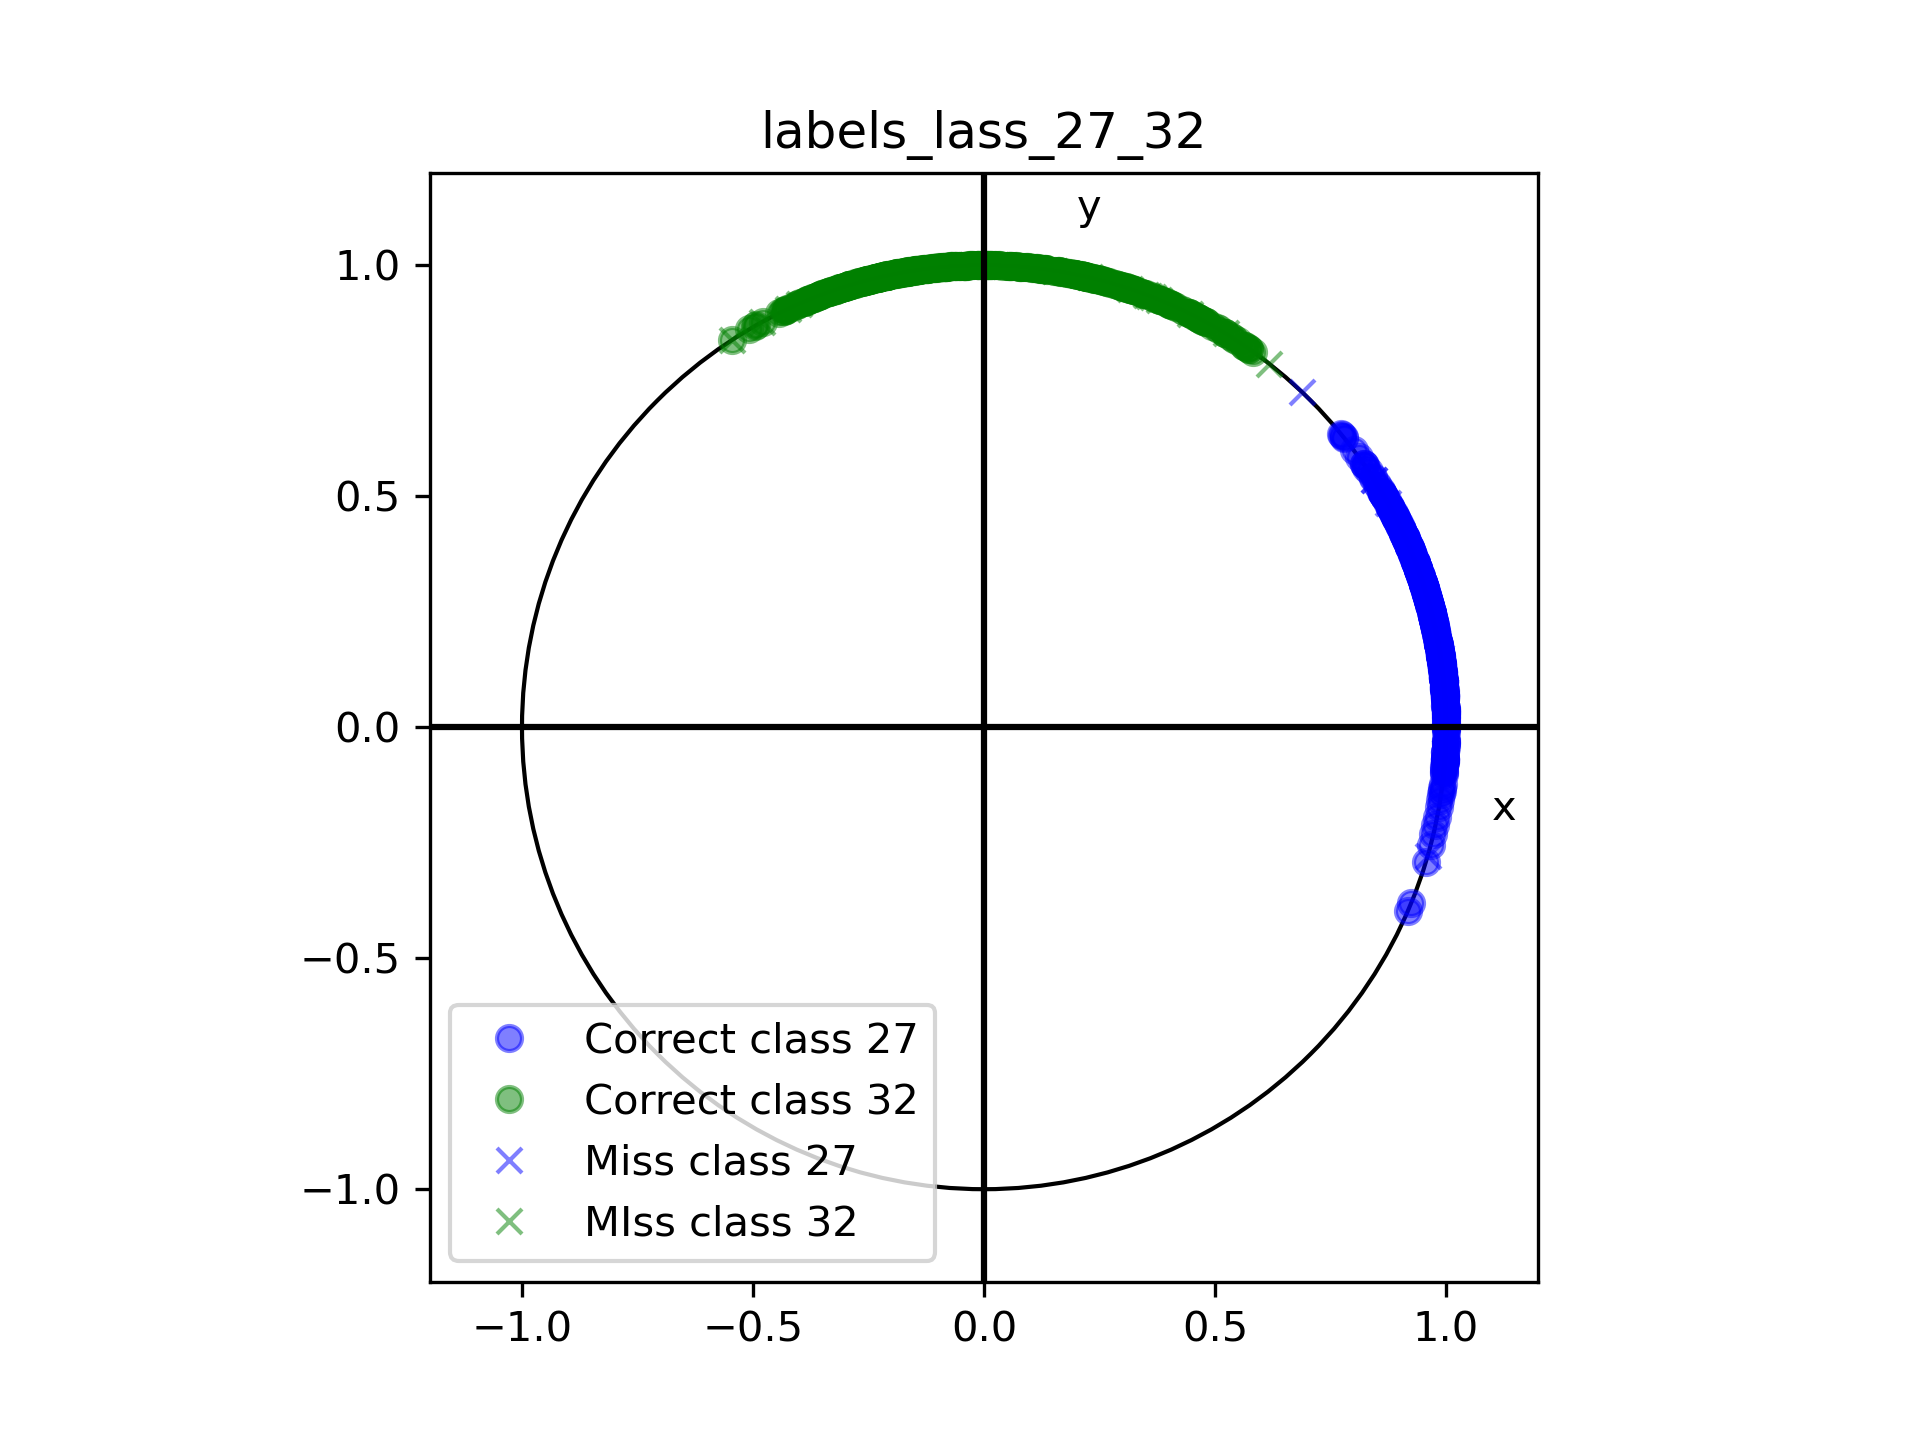 labels_lass_27_32
y
1.0
0.5
0.0
x
−0.5
−1.0
Correct class 27
Correct class 32
Miss class 27
MIss class 32
−1.0 −0.5 0.0 0.5 1.0